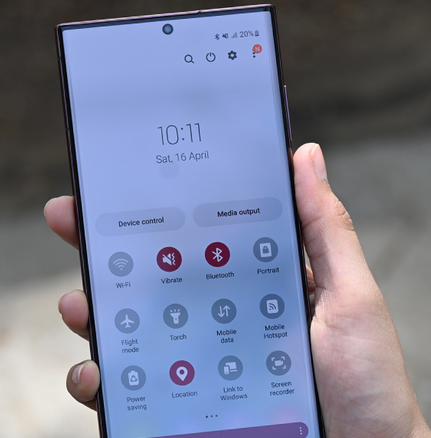 20%
10:11
Sat, 16 April
Device control
Media output
Wi-Fi
Vibrate
Bluetooth
Portrait
Flight
mode
Torch
Mobile
data
Mobile
Hotspot
Power
saving
Location
Link to
Windows
Screen
recorder